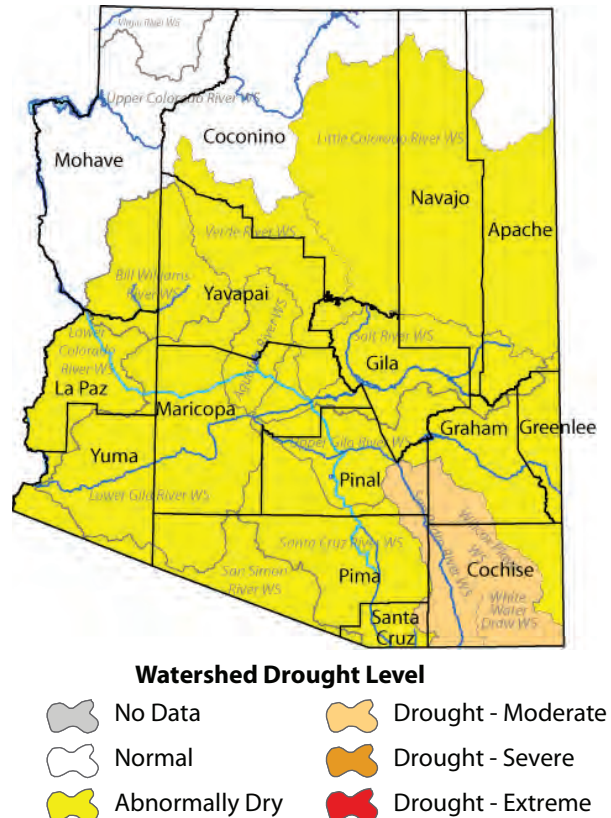 Virgin River WS
Upper Colorado River WS
Coconino
Little Colorado River WS
Mohave
Navajo
Apache
Verde River WS
Bill Williams
River WS
Yavapai
Agua Fria River WS
Salt River WS
Lower
Colorado
River WS
Gila
La Paz
Maricopa
Graham
Greenlee
Yuma
Upper Gila River WS
Pinal
Lower Gila River WS
Santa Cruz River WS
San Simon
River WS
Pima
Cochise
White
Water
Draw WS
Santa
Cruz
Watershed Drought Level
No Data
Drought - Moderate
Normal
Drought - Severe
Abnormally Dry
Drought - Extreme